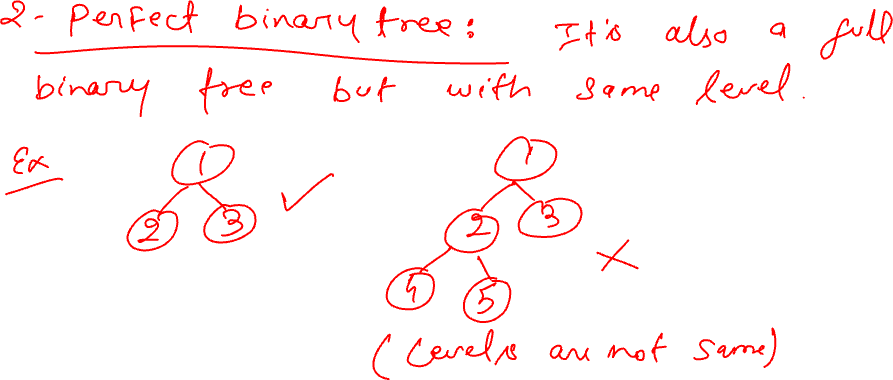 2- Perfect binary tree: It's also a full
binary tree but with same level.
Ex
1
2 3
1
2 3
4 5
(Levels are not same)